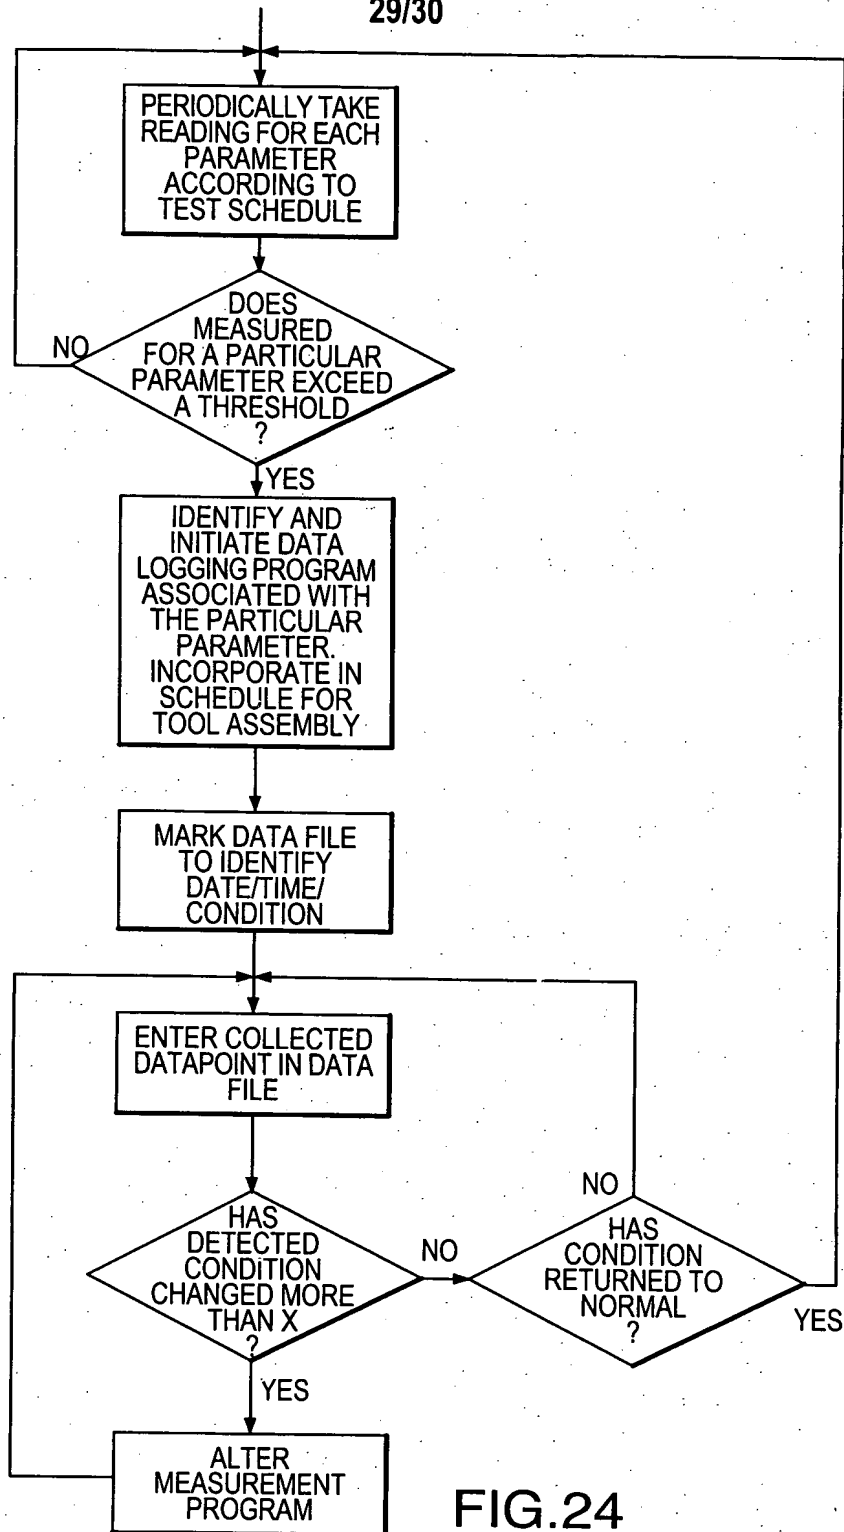 29/30
PERIODICALLY TAKE
READING FOR EACH
PARAMETER
ACCORDING TO
TEST SCHEDULE
DOES
MEASURED
FOR A PARTICULAR
PARAMETER EXCEED
A THRESHOLD
?
NO
YES
IDENTIFY AND
INITIATE DATA
LOGGING PROGRAM
ASSOCIATED WITH
THE PARTICULAR
PARAMETER.
INCORPORATE IN
SCHEDULE FOR
TOOL ASSEMBLY
MARK DATA FILE
TO IDENTIFY
DATE/TIME/
CONDITION
ENTER COLLECTED
DATAPOINT IN DATA
FILE
HAS
DETECTED
CONDITION
CHANGED MORE
THAN X
?
NO
YES
HAS
CONDITION
RETURNED TO
NORMAL
?
NO
YES
ALTER
MEASUREMENT
PROGRAM
FIG.24